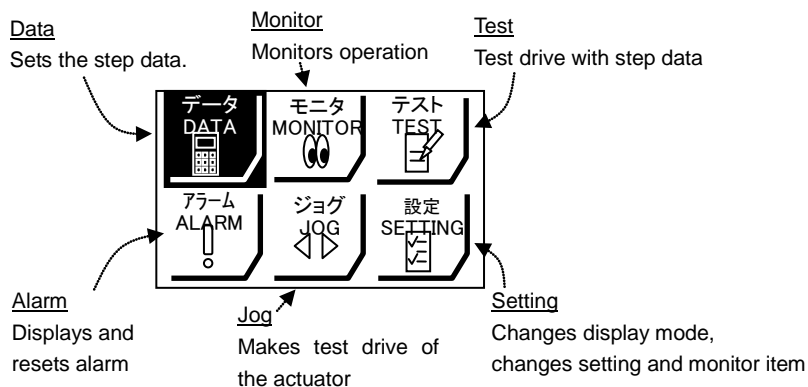 Data
Sets the step data.
Monitor
Monitors operation
Test
Test drive with step data
データ
DATA
モニタ
MONITOR
テスト
TEST
アラーム
ALARM
ジョグ
JOG
設定
SETTING
Alarm
Displays and
resets alarm
Jog
Makes test drive of
the actuator
Setting
Changes display mode,
changes setting and monitor item